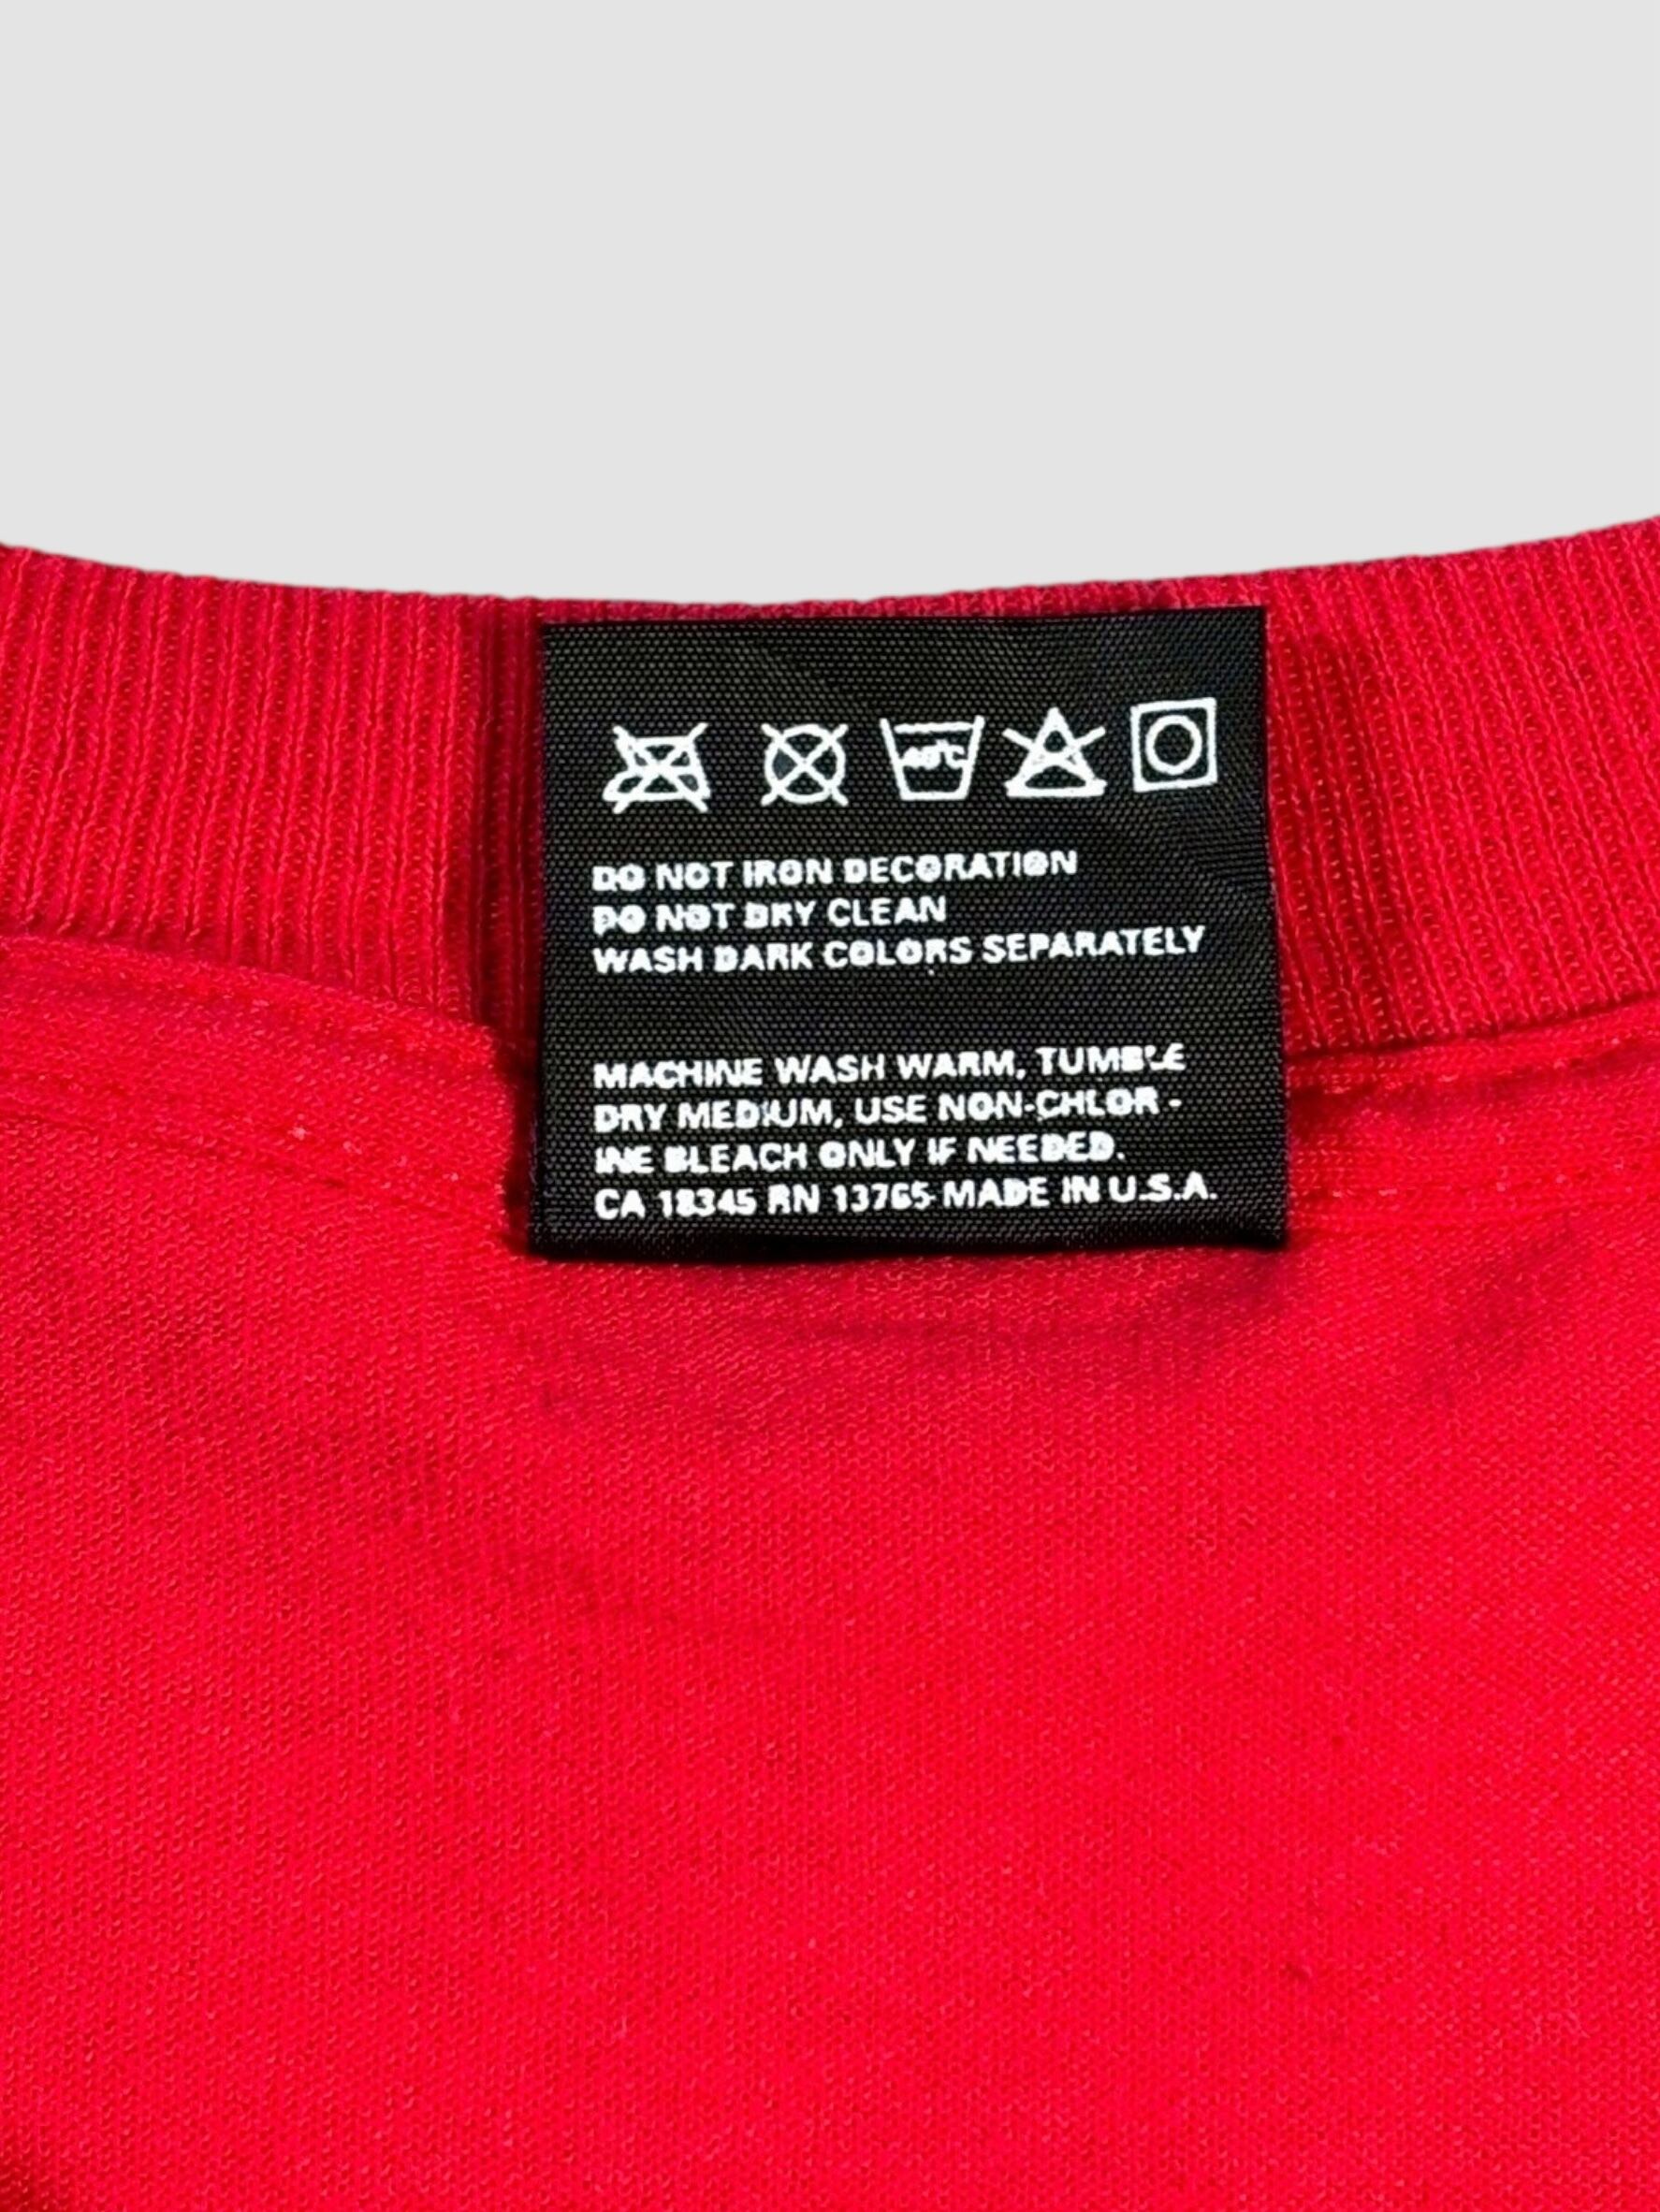 40°C
DO NOT IRON DECORATION
DO NOT DRY CLEAN
WASH DARK COLORS SEPARATELY
MACHINE WASH WARM, TUMBLE
DRY MEDIUM, USE NON-CHLOR -
INE BLEACH ONLY IF NEEDED.
CA 18345 RN 13765 MADE IN U.S.A.